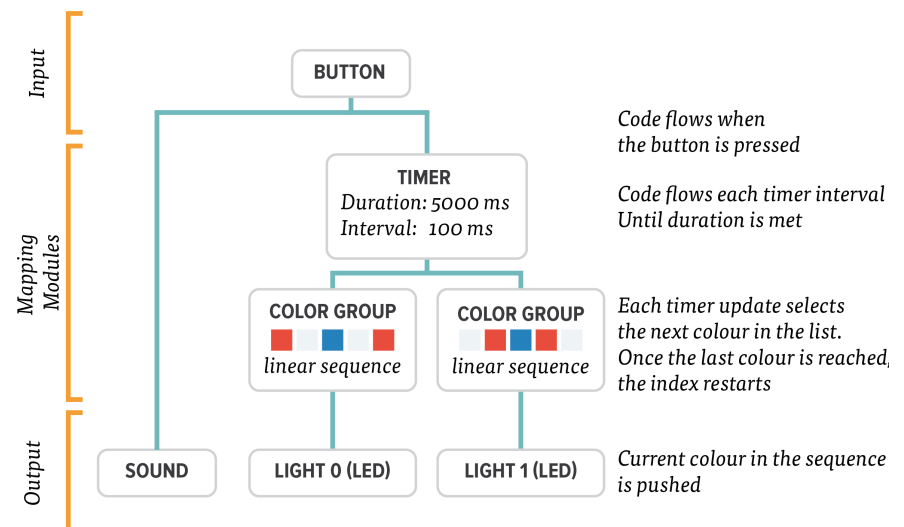 Input
BUTTON
Code flows when
the button is pressed
Mapping
Modules
TIMER
Duration: 5000 ms
Interval: 100 ms
Code flows each timer interval
Until duration is met
COLOR GROUP
linear sequence
COLOR GROUP
linear sequence
Each timer update selects
the next colour in the list.
Once the last colour is reached,
the index restarts
Output
SOUND
LIGHT 0 (LED)
LIGHT 1 (LED)
Current colour in the sequence
is pushed